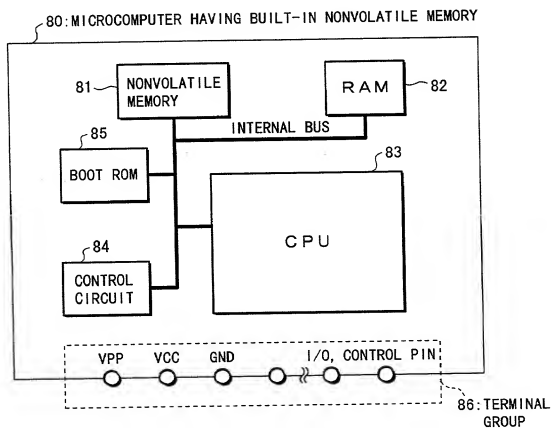 80:MICROCOMPUTER HAVING BUILT-IN NONVOLATILE MEMORY
81
NONVOLATILE
MEMORY
RAM
82
INTERNAL BUS
85
BOOT ROM
83
CPU
84
CONTROL
CIRCUIT
VPP VCC GND I/O, CONTROL PIN
86:TERMINAL
GROUP